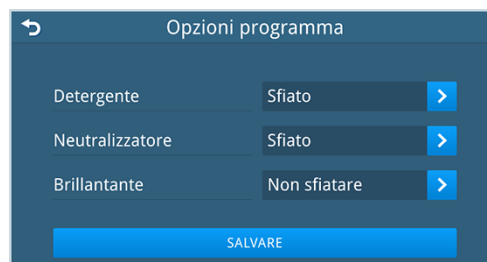 Opzioni programma
Detergente Sfiato
Neutralizzatore Sfiato
Brillantante Non sfiatare
SALVARE